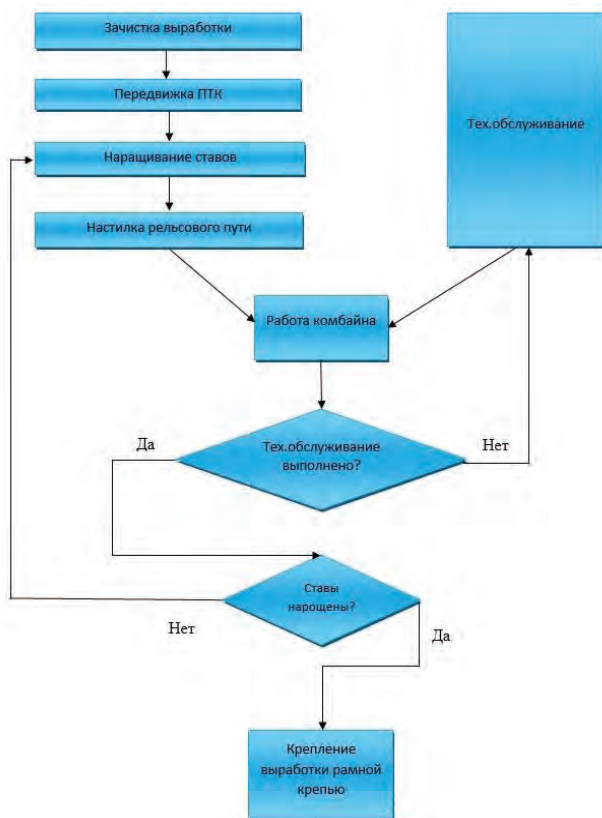 Зачистка выработки
Передвижка ПТК
Наращивание ставов
Настилка рельсового пути
Тех.обслуживание
Работа комбайна
Тех.обслуживание
выполнено?
Да
Нет
Ставы
нарощены?
Нет
Да
Крепление
выработки рамной
крепью